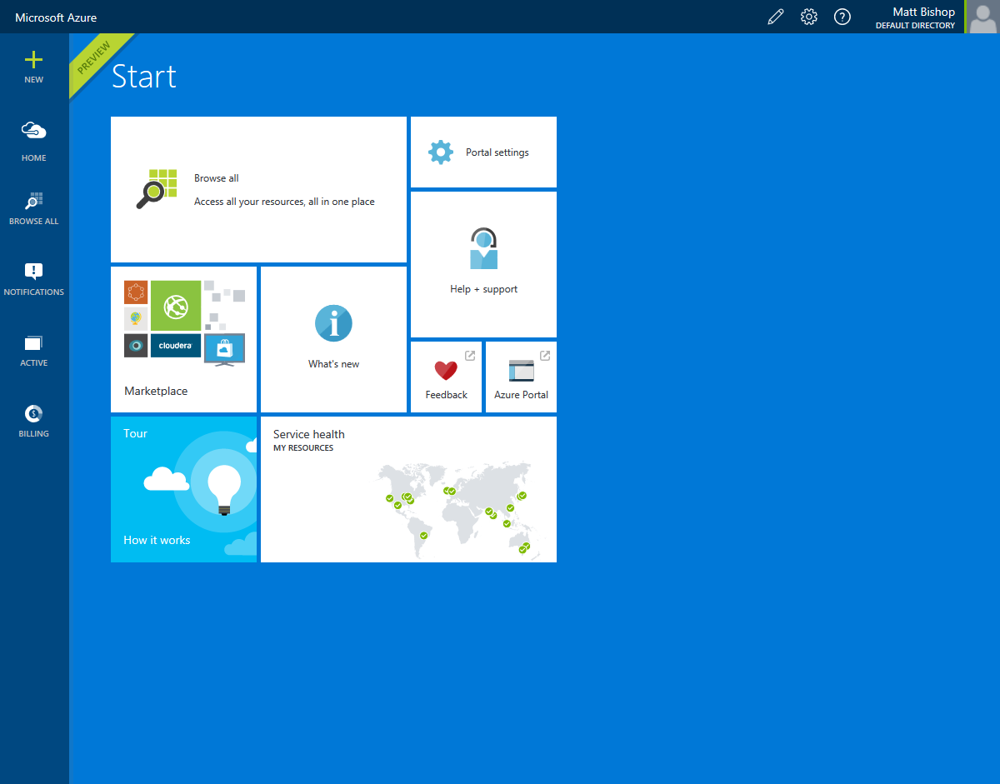 Microsoft Azure
Matt Bishop
DEFAULT DIRECTORY
NEW
HOME
BROWSE ALL
NOTIFICATIONS
ACTIVE
BILLING
PREVIEW
Start
Browse all
Access all your resources, all in one place
Portal settings
Help + support
cloudera
Marketplace
What's new
Feedback
Azure Portal
Tour
How it works
Service health
MY RESOURCES